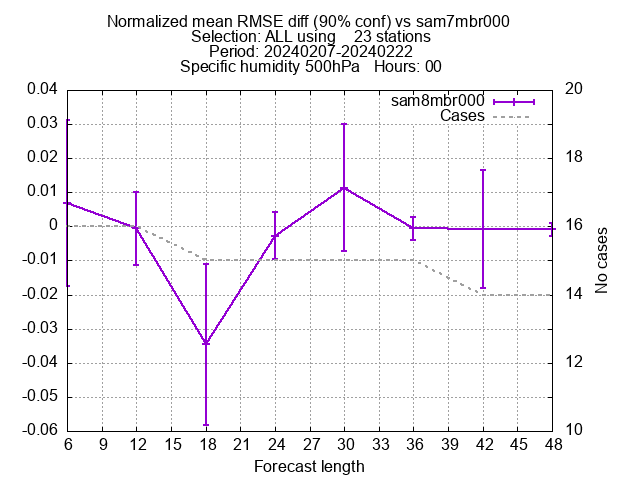 Normalized mean RMSE diff (90% conf) vs sam7mbr000
Selection: ALL using    23 stations
Period: 20240207-20240222
Specific humidity 500hPa   Hours: 00
sam8mbr000
Cases
0.04
0.03
0.02
0.01
0
-0.01
-0.02
-0.03
-0.04
-0.05
-0.06
20
18
16
14
12
10
No cases
6 9 12 15 18 21 24 27 30 33 36 39 42 45 48
Forecast length